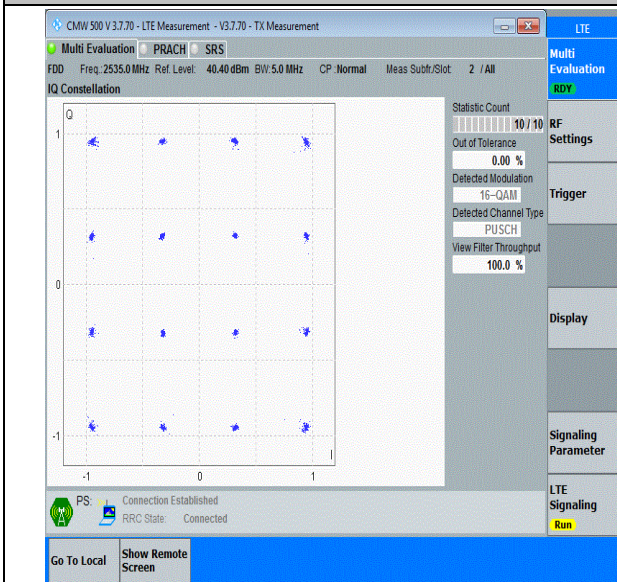 CMW 500 V 3.7.70 - LTE Measurement - V3.7.70 - TX Measurement
LTE
Multi Evaluation PRACH SRS
FDD Freq.: 2535.0 MHz Ref. Level: 40.40 dBm BW: 5.0 MHz CP :Normal Meas Subfr./Slot: 2 / All
IQ Constellation
Q
1
0
-1
I
-1 0 1
Statistic Count
10 / 10
Out of Tolerance
0.00 %
Detected Modulation
16-QAM
Detected Channel Type
PUSCH
View Filter Throughput
100.0 %
Multi
Evaluation
RDY
RF
Settings
Trigger
Display
Signaling
Parameter
LTE
Signaling
Run
PS: Connection Established
RRC State: Connected
Go To Local
Show Remote
Screen